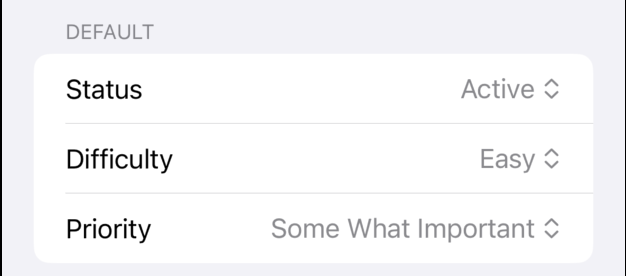 DEFAULT
Status Active
Difficulty Easy
Priority Some What Important